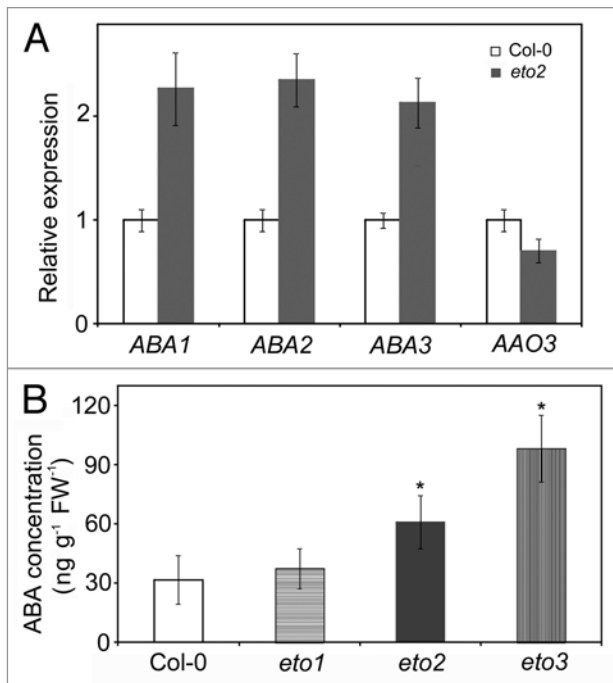 A
Col-0
eto2
Relative expression
2
1
0
ABA1 ABA2 ABA3 AAO3
B
ABA concentration
(ng g⁻¹ FW⁻¹)
120
90
60
30
0
* *
Col-0 eto1 eto2 eto3